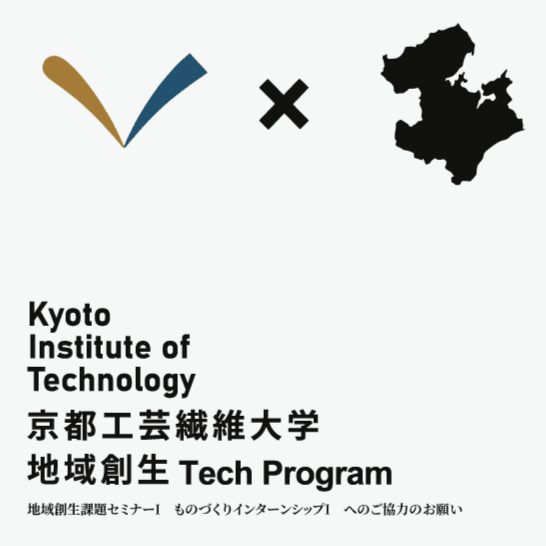 Kyoto
Institute of
Technology
京都工芸繊維大学
地域創生 Tech Program
地域創生課題セミナーI　ものづくりインターンシップI　へのご協力のお願い